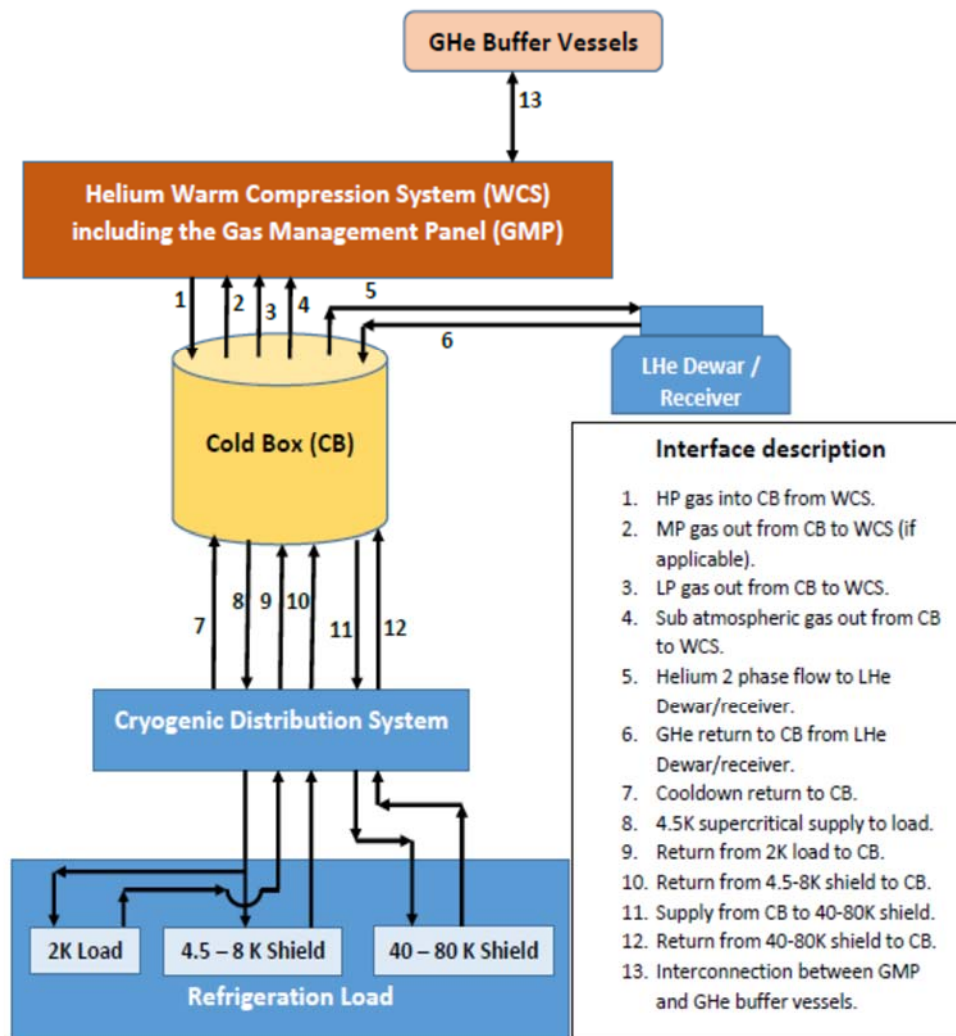 GHe Buffer Vessels
13
Helium Warm Compression System (WCS)
including the Gas Management Panel (GMP)
1
2
3
4
5
6
LHe Dewar /
Receiver
Cold Box (CB)
7
8
9
10
11
12
Cryogenic Distribution System
2K Load
4.5 – 8 K Shield
40 – 80 K Shield
Refrigeration Load
Interface description
1. HP gas into CB from WCS.
2. MP gas out from CB to WCS (if
applicable).
3. LP gas out from CB to WCS.
4. Sub atmospheric gas out from CB
to WCS.
5. Helium 2 phase flow to LHe
Dewar/receiver.
6. GHe return to CB from LHe
Dewar/receiver.
7. Cooldown return to CB.
8. 4.5K supercritical supply to load.
9. Return from 2K load to CB.
10. Return from 4.5-8K shield to CB.
11. Supply from CB to 40-80K shield.
12. Return from 40-80K shield to CB.
13. Interconnection between GMP
and GHe buffer vessels.